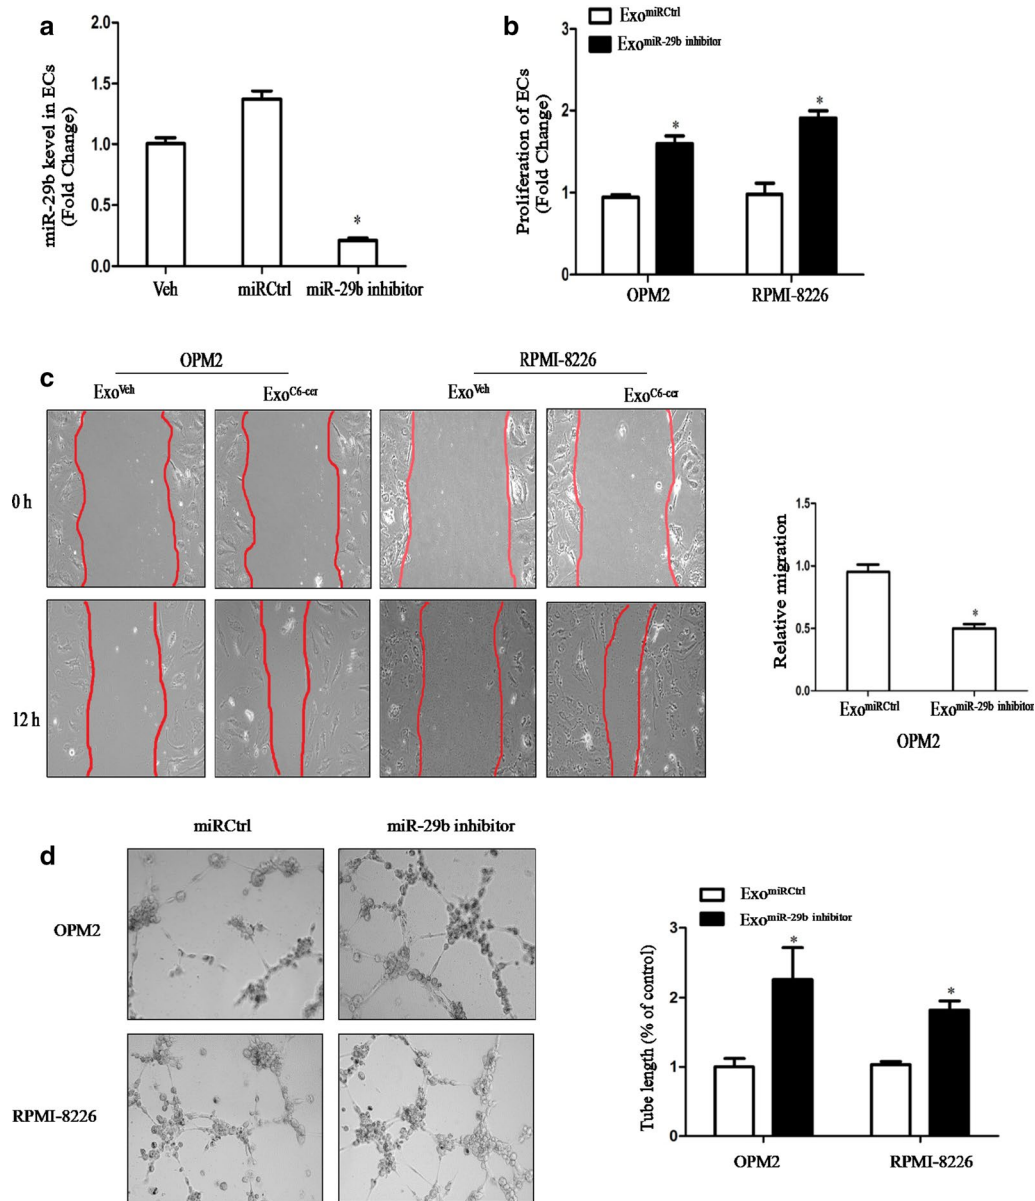 a
miR-29b kevel in ECs
(Fold Change)
2.0
1.5
1.0
0.5
0.0
*
Veh miRCtrl miR-29b inhibitor
b
Exo^miRCtrl
Exo^miR-29b inhibitor
Proliferation of ECs
(Fold Change)
3
2
1
0
* *
OPM2 RPMI-8226
c
OPM2 RPMI-8226
Exo^Veh Exo^C6-cer Exo^Veh Exo^C6-cer
0 h
12 h
Relative migration
1.5
1.0
0.5
0.0
*
Exo^miRCtrl Exo^miR-29b inhibitor
OPM2
d
miRCtrl miR-29b inhibitor
OPM2
RPMI-8226
Exo^miRCtrl
Exo^miR-29b inhibitor
Tube length (% of control)
3
2
1
0
* *
OPM2 RPMI-8226